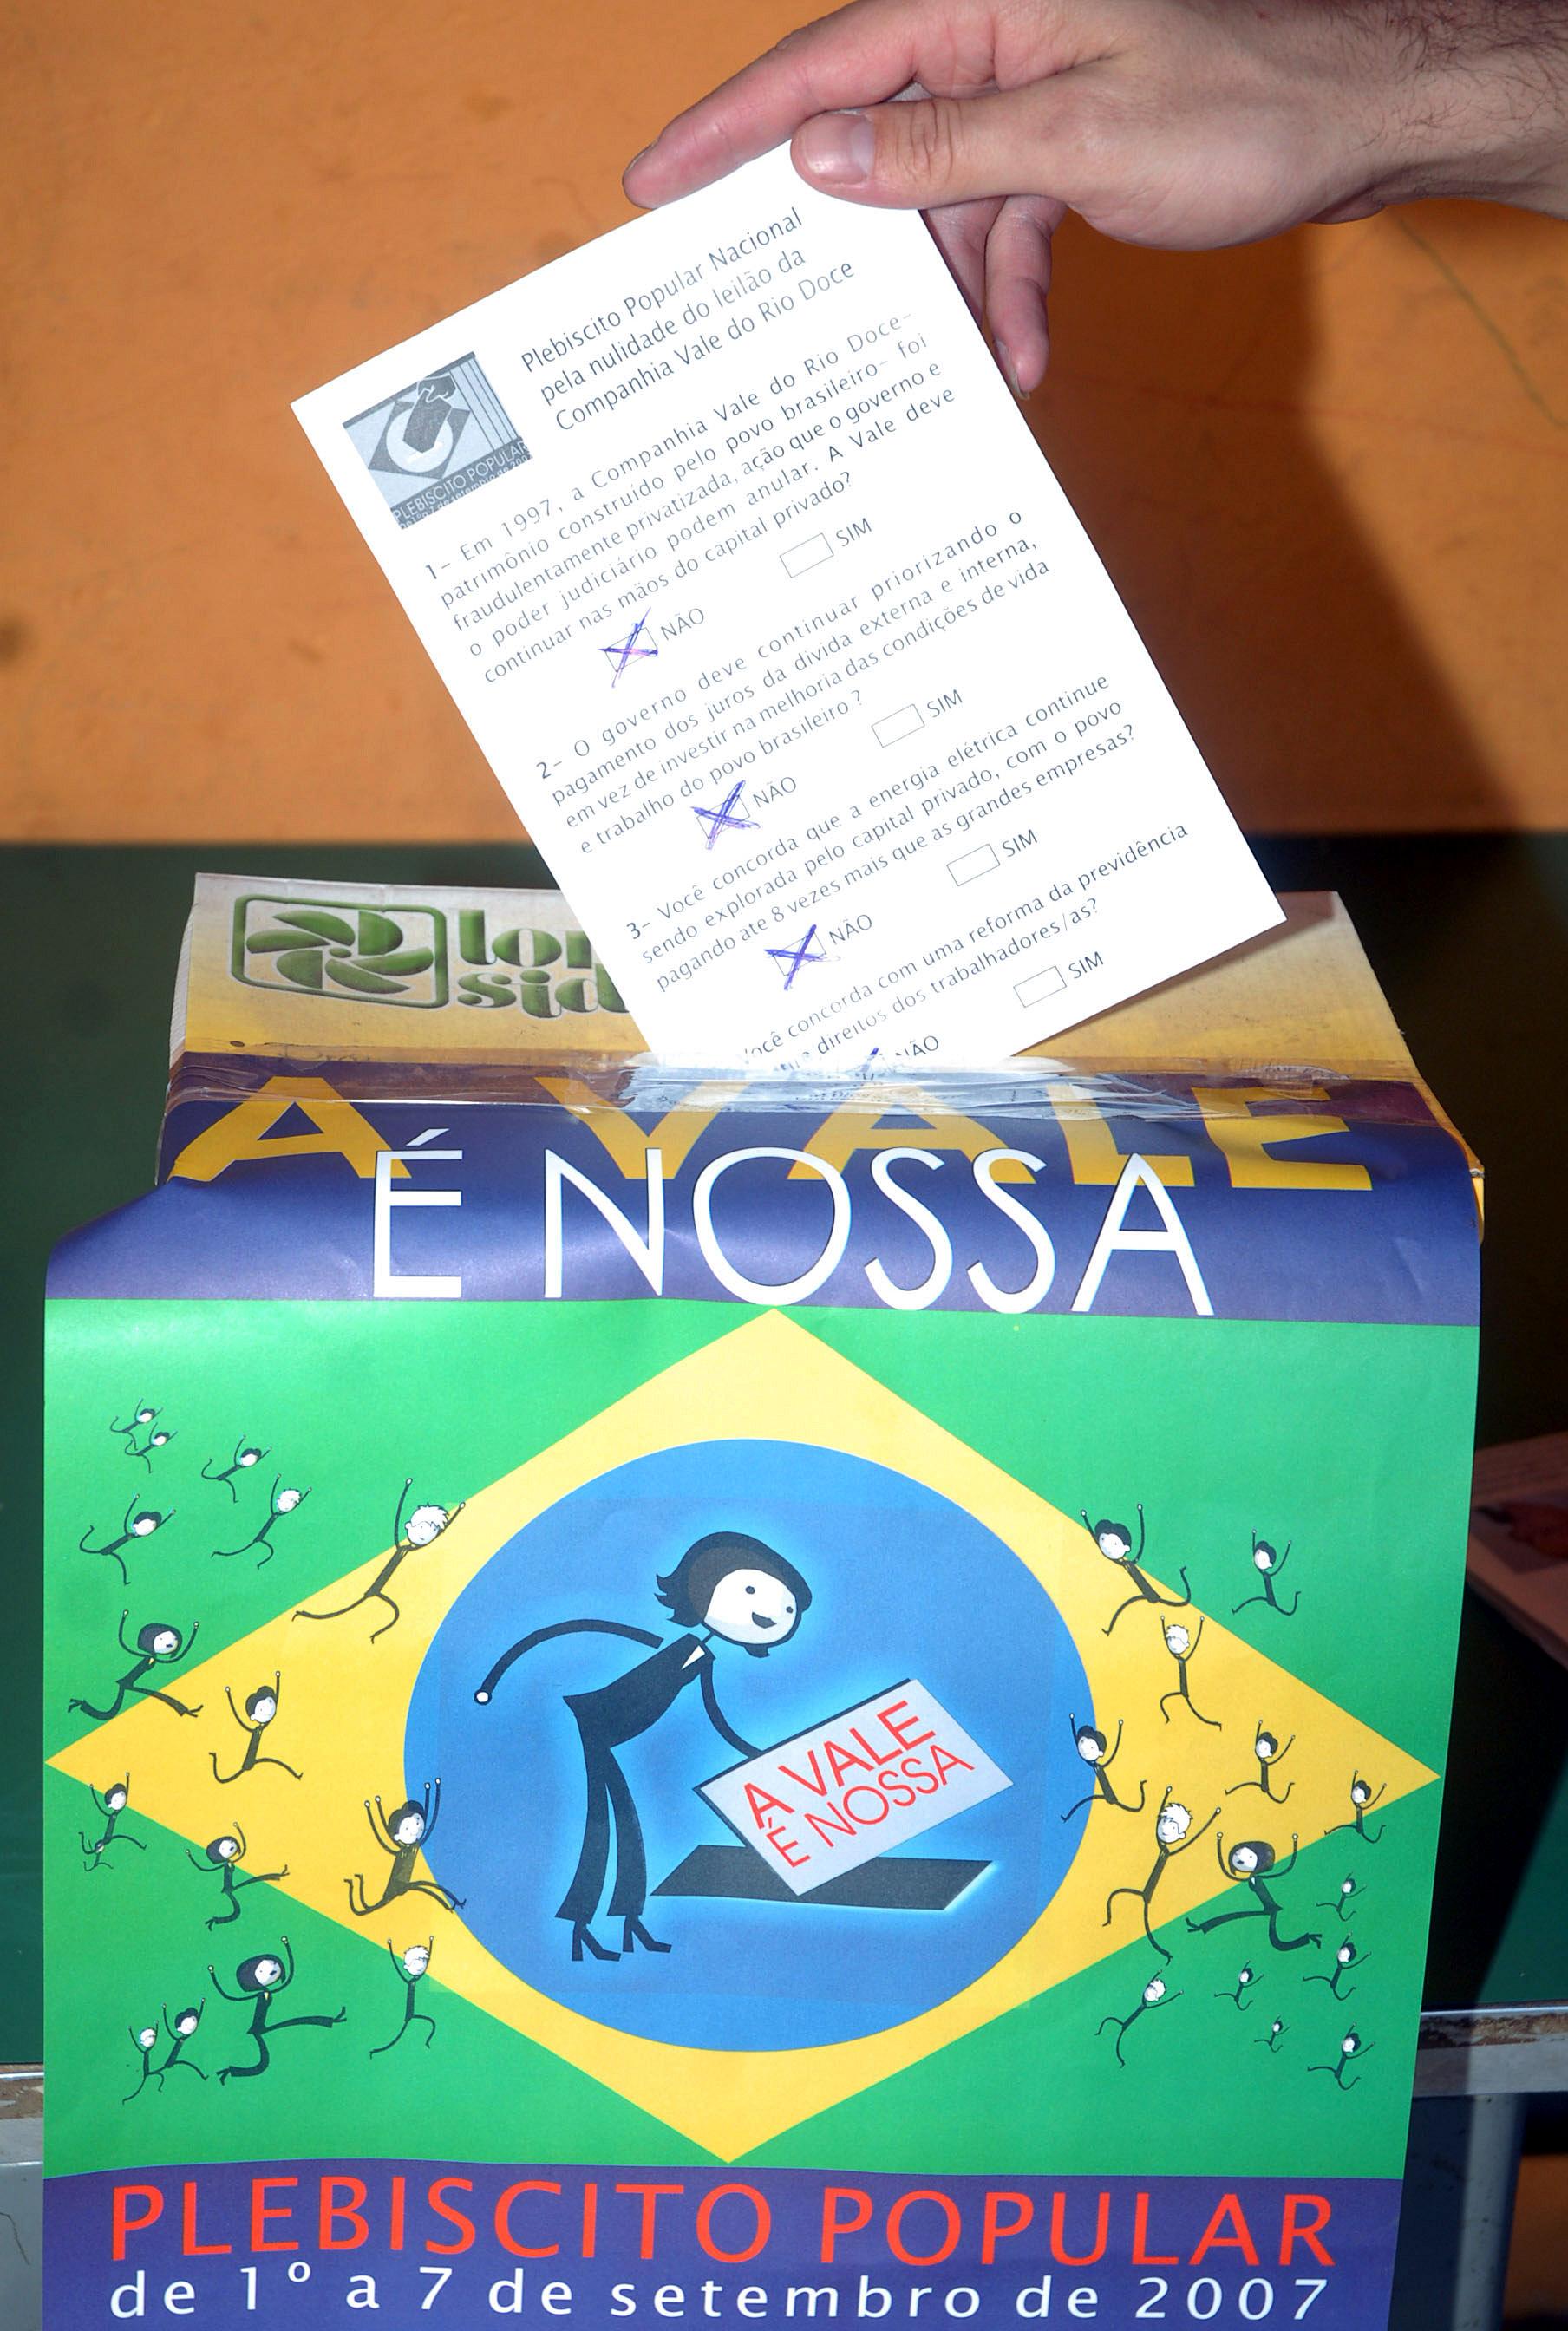 Plebiscito Popular Nacional
pela nulidade do leilão da
Companhia Vale do Rio Doce
PLEBISCITO POPULAR
1- Em 1997, a Companhia Vale do Rio Doce-
patrimônio construído pelo povo brasileiro- foi
fraudulentamente privatizada, ação que o governo e
o poder judiciário podem anular. A Vale deve
continuar nas mãos do capital privado?
NÃO SIM
2- O governo deve continuar priorizando o
pagamento dos juros da dívida externa e interna,
em vez de investir na melhoria das condições de vida
e trabalho do povo brasileiro ?
NÃO SIM
3- Você concorda que a energia elétrica continue
sendo explorada pelo capital privado, com o povo
pagando ate 8 vezes mais que as grandes empresas?
NÃO SIM
concorda com uma reforma da previdência
direitos dos trabalhadores/as?
NÃO SIM
A VALE
É NOSSA
A VALE
É NOSSA
PLEBISCITO POPULAR
de 1º a 7 de setembro de 2007